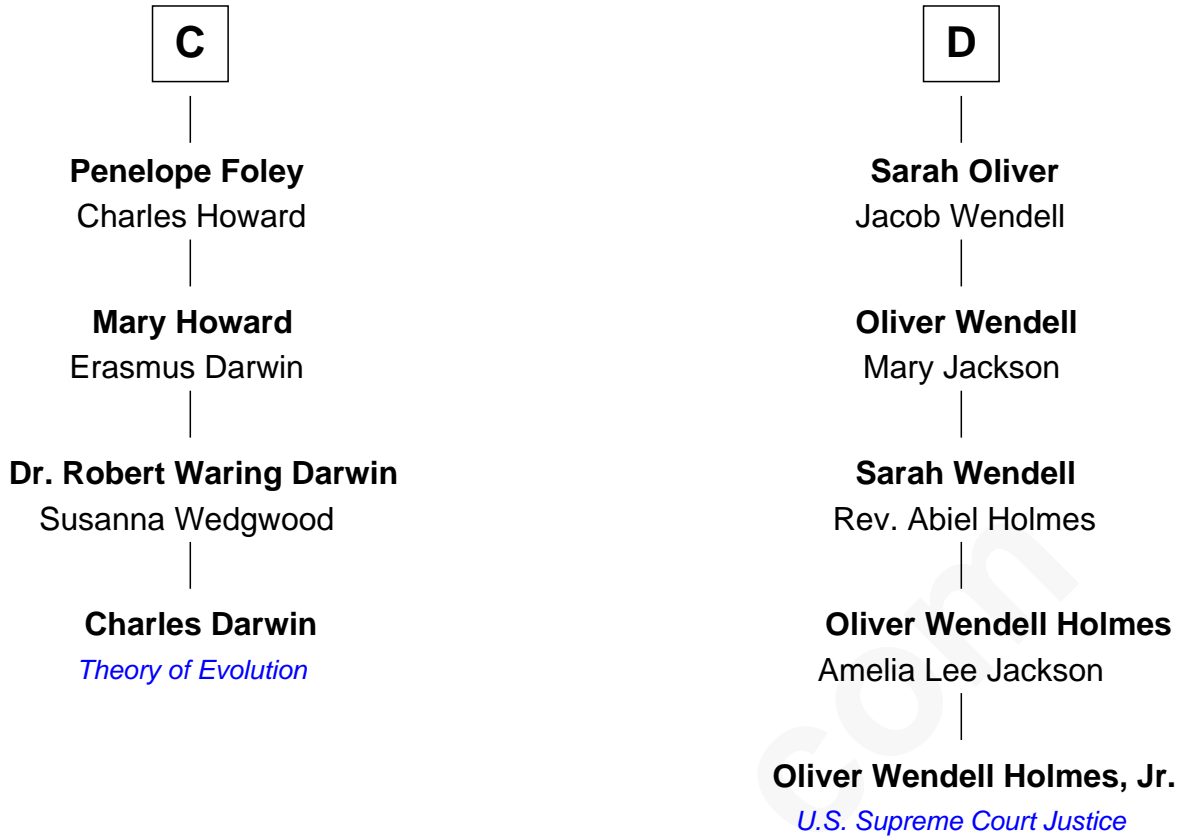 C
Penelope Foley
Charles Howard
Mary Howard
Erasmus Darwin
Dr. Robert Waring Darwin
Susanna Wedgwood
Charles Darwin
Theory of Evolution
D
Sarah Oliver
Jacob Wendell
Oliver Wendell
Mary Jackson
Sarah Wendell
Rev. Abiel Holmes
Oliver Wendell Holmes
Amelia Lee Jackson
Oliver Wendell Holmes, Jr.
U.S. Supreme Court Justice
com